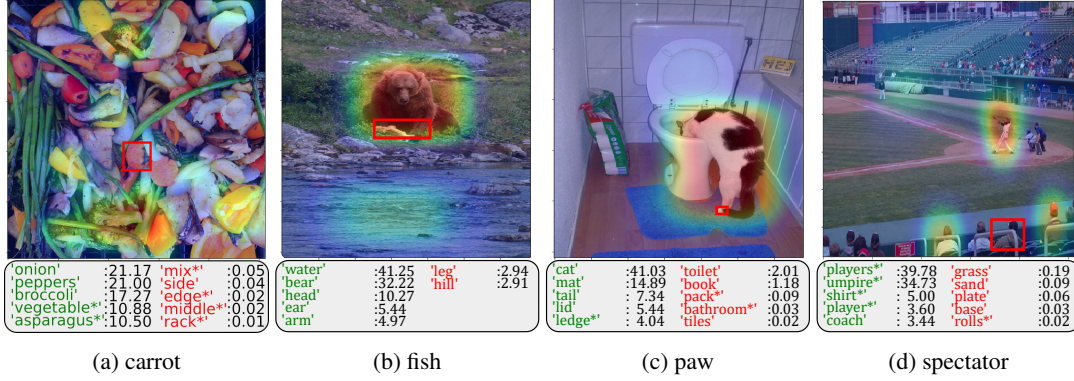 'onion' :21.17 'mix*' :0.05
'peppers' :21.00 'side' :0.04
'broccoli' :17.27 'edge*' :0.02
'vegetable*' :10.88 'middle*' :0.02
'asparagus*' :10.50 'rack*' :0.01
(a) carrot
'water' :41.25 'leg' :2.94
'bear' :32.22 'hill' :2.91
'head' :10.27
'ear' :5.44
'arm' :4.97
(b) fish
'cat' :41.03 'toilet' :2.01
'mat' :14.89 'book' :1.18
'tail' : 7.34 'pack*' :0.09
'lid' : 5.44 'bathroom*' :0.03
'ledge*' : 4.04 'tiles' :0.02
(c) paw
'players*' :39.78 'grass' :0.19
'umpire*' :34.73 'sand' :0.09
'shirt*' : 5.00 'plate' :0.06
'player' : 3.60 'base' :0.03
'coach' : 3.44 'rolls*' :0.02
(d) spectator